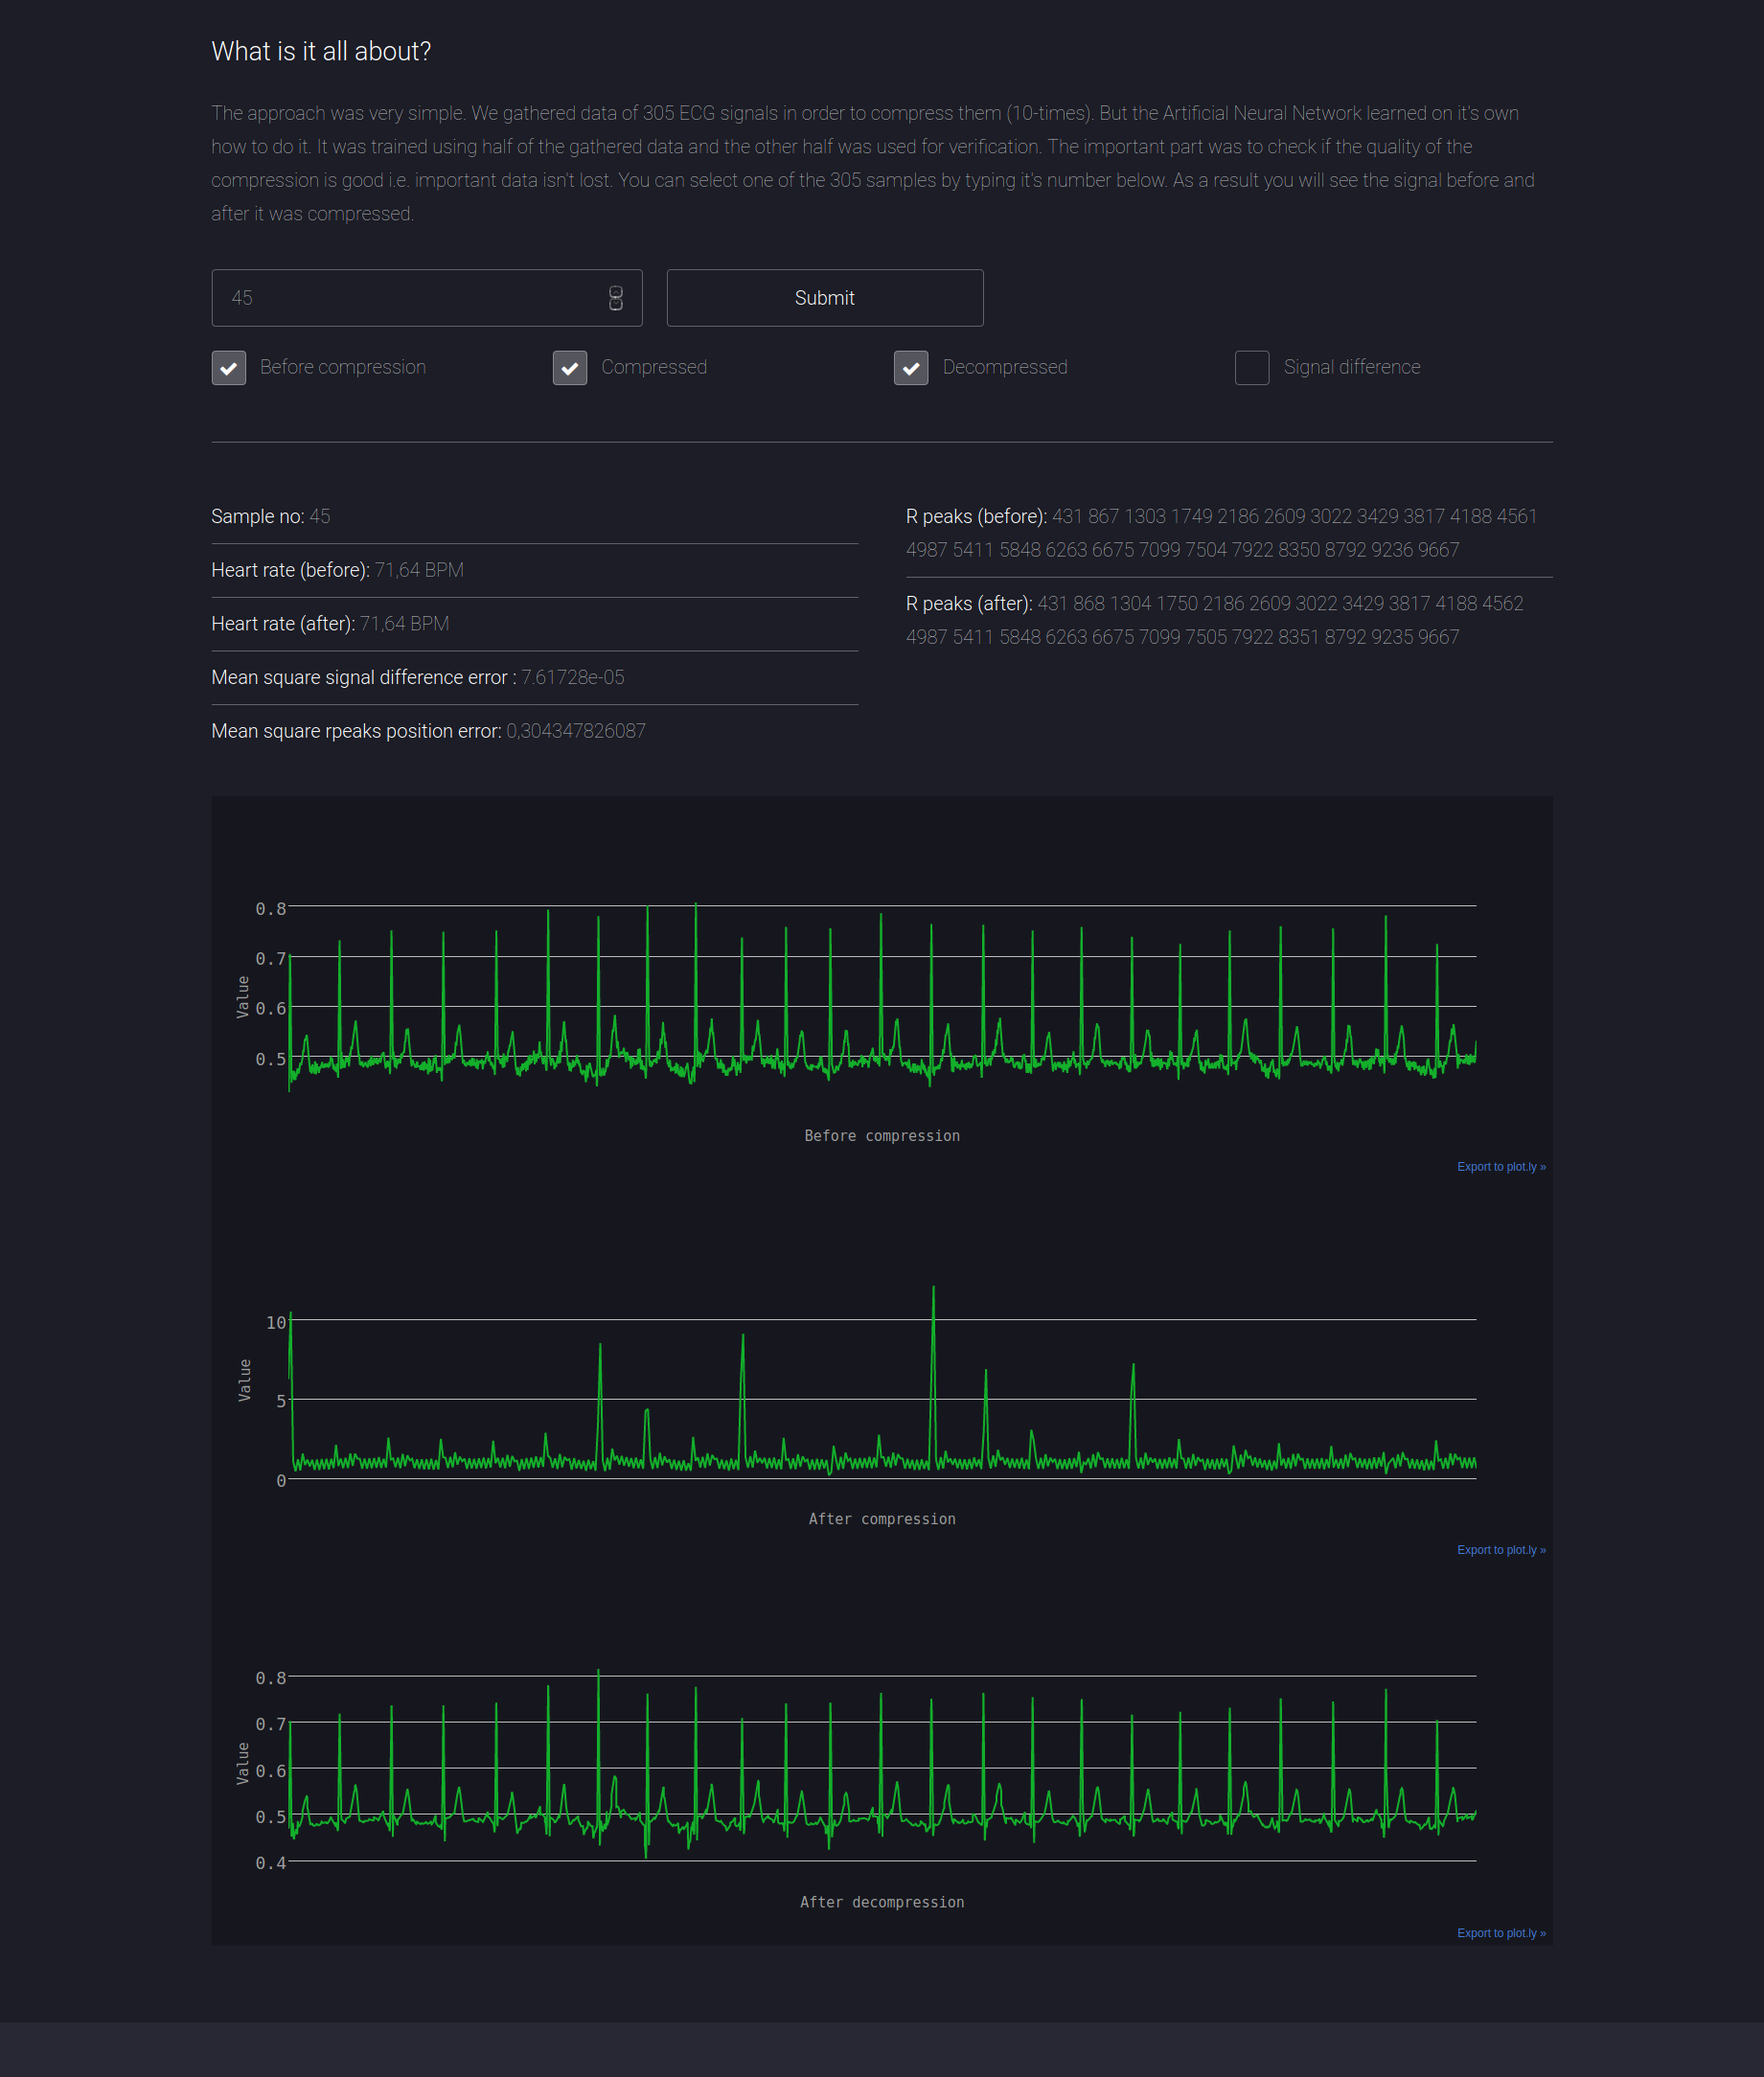 What is it all about?
The approach was very simple. We gathered data of 305 ECG signals in order to compress them (10-times). But the Artificial Neural Network learned on it's own
how to do it. It was trained using half of the gathered data and the other half was used for verification. The important part was to check if the quality of the
compression is good i.e. important data isn't lost. You can select one of the 305 samples by typing it's number below. As a result you will see the signal before and
after it was compressed.
45
Submit
Before compression
Compressed
Decompressed
Signal difference
Sample no: 45
Heart rate (before): 71,64 BPM
Heart rate (after): 71,64 BPM
Mean square signal difference error : 7.61728e-05
Mean square rpeaks position error: 0,304347826087
R peaks (before): 431 867 1303 1749 2186 2609 3022 3429 3817 4188 4561
4987 5411 5848 6263 6675 7099 7504 7922 8350 8792 9236 9667
R peaks (after): 431 868 1304 1750 2186 2609 3022 3429 3817 4188 4562
4987 5411 5848 6263 6675 7099 7505 7922 8351 8792 9235 9667
0.8
0.7
0.6
0.5
Value
Before compression
Export to plot.ly »
10
5
0
Value
After compression
Export to plot.ly »
0.8
0.7
0.6
0.5
0.4
Value
After decompression
Export to plot.ly »